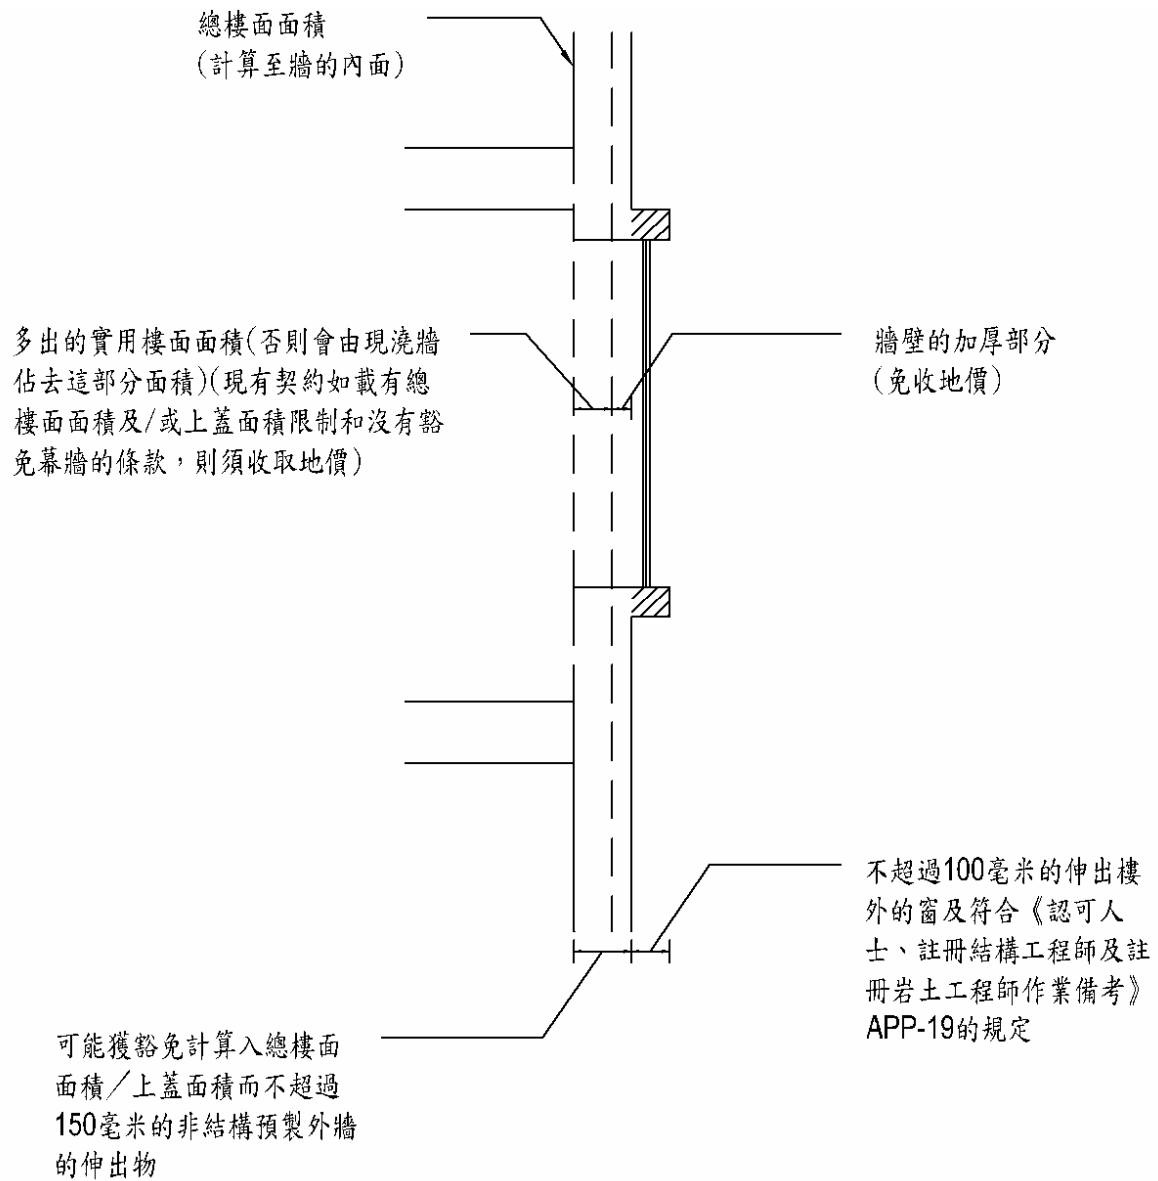 總樓面面積
(計算至牆的內面)
多出的實用樓面面積(否則會由現澆牆
佔去這部分面積)(現有契約如載有總
樓面面積及/或上蓋面積限制和沒有豁
免幕牆的條款，則須收取地價)
牆壁的加厚部分
(免收地價)
不超過100毫米的伸出樓
外的窗及符合《認可人
士、註冊結構工程師及註
冊岩土工程師作業備考》
APP-19的規定
可能獲豁免計算入總樓面
面積／上蓋面積而不超過
150毫米的非結構預製外牆
的伸出物